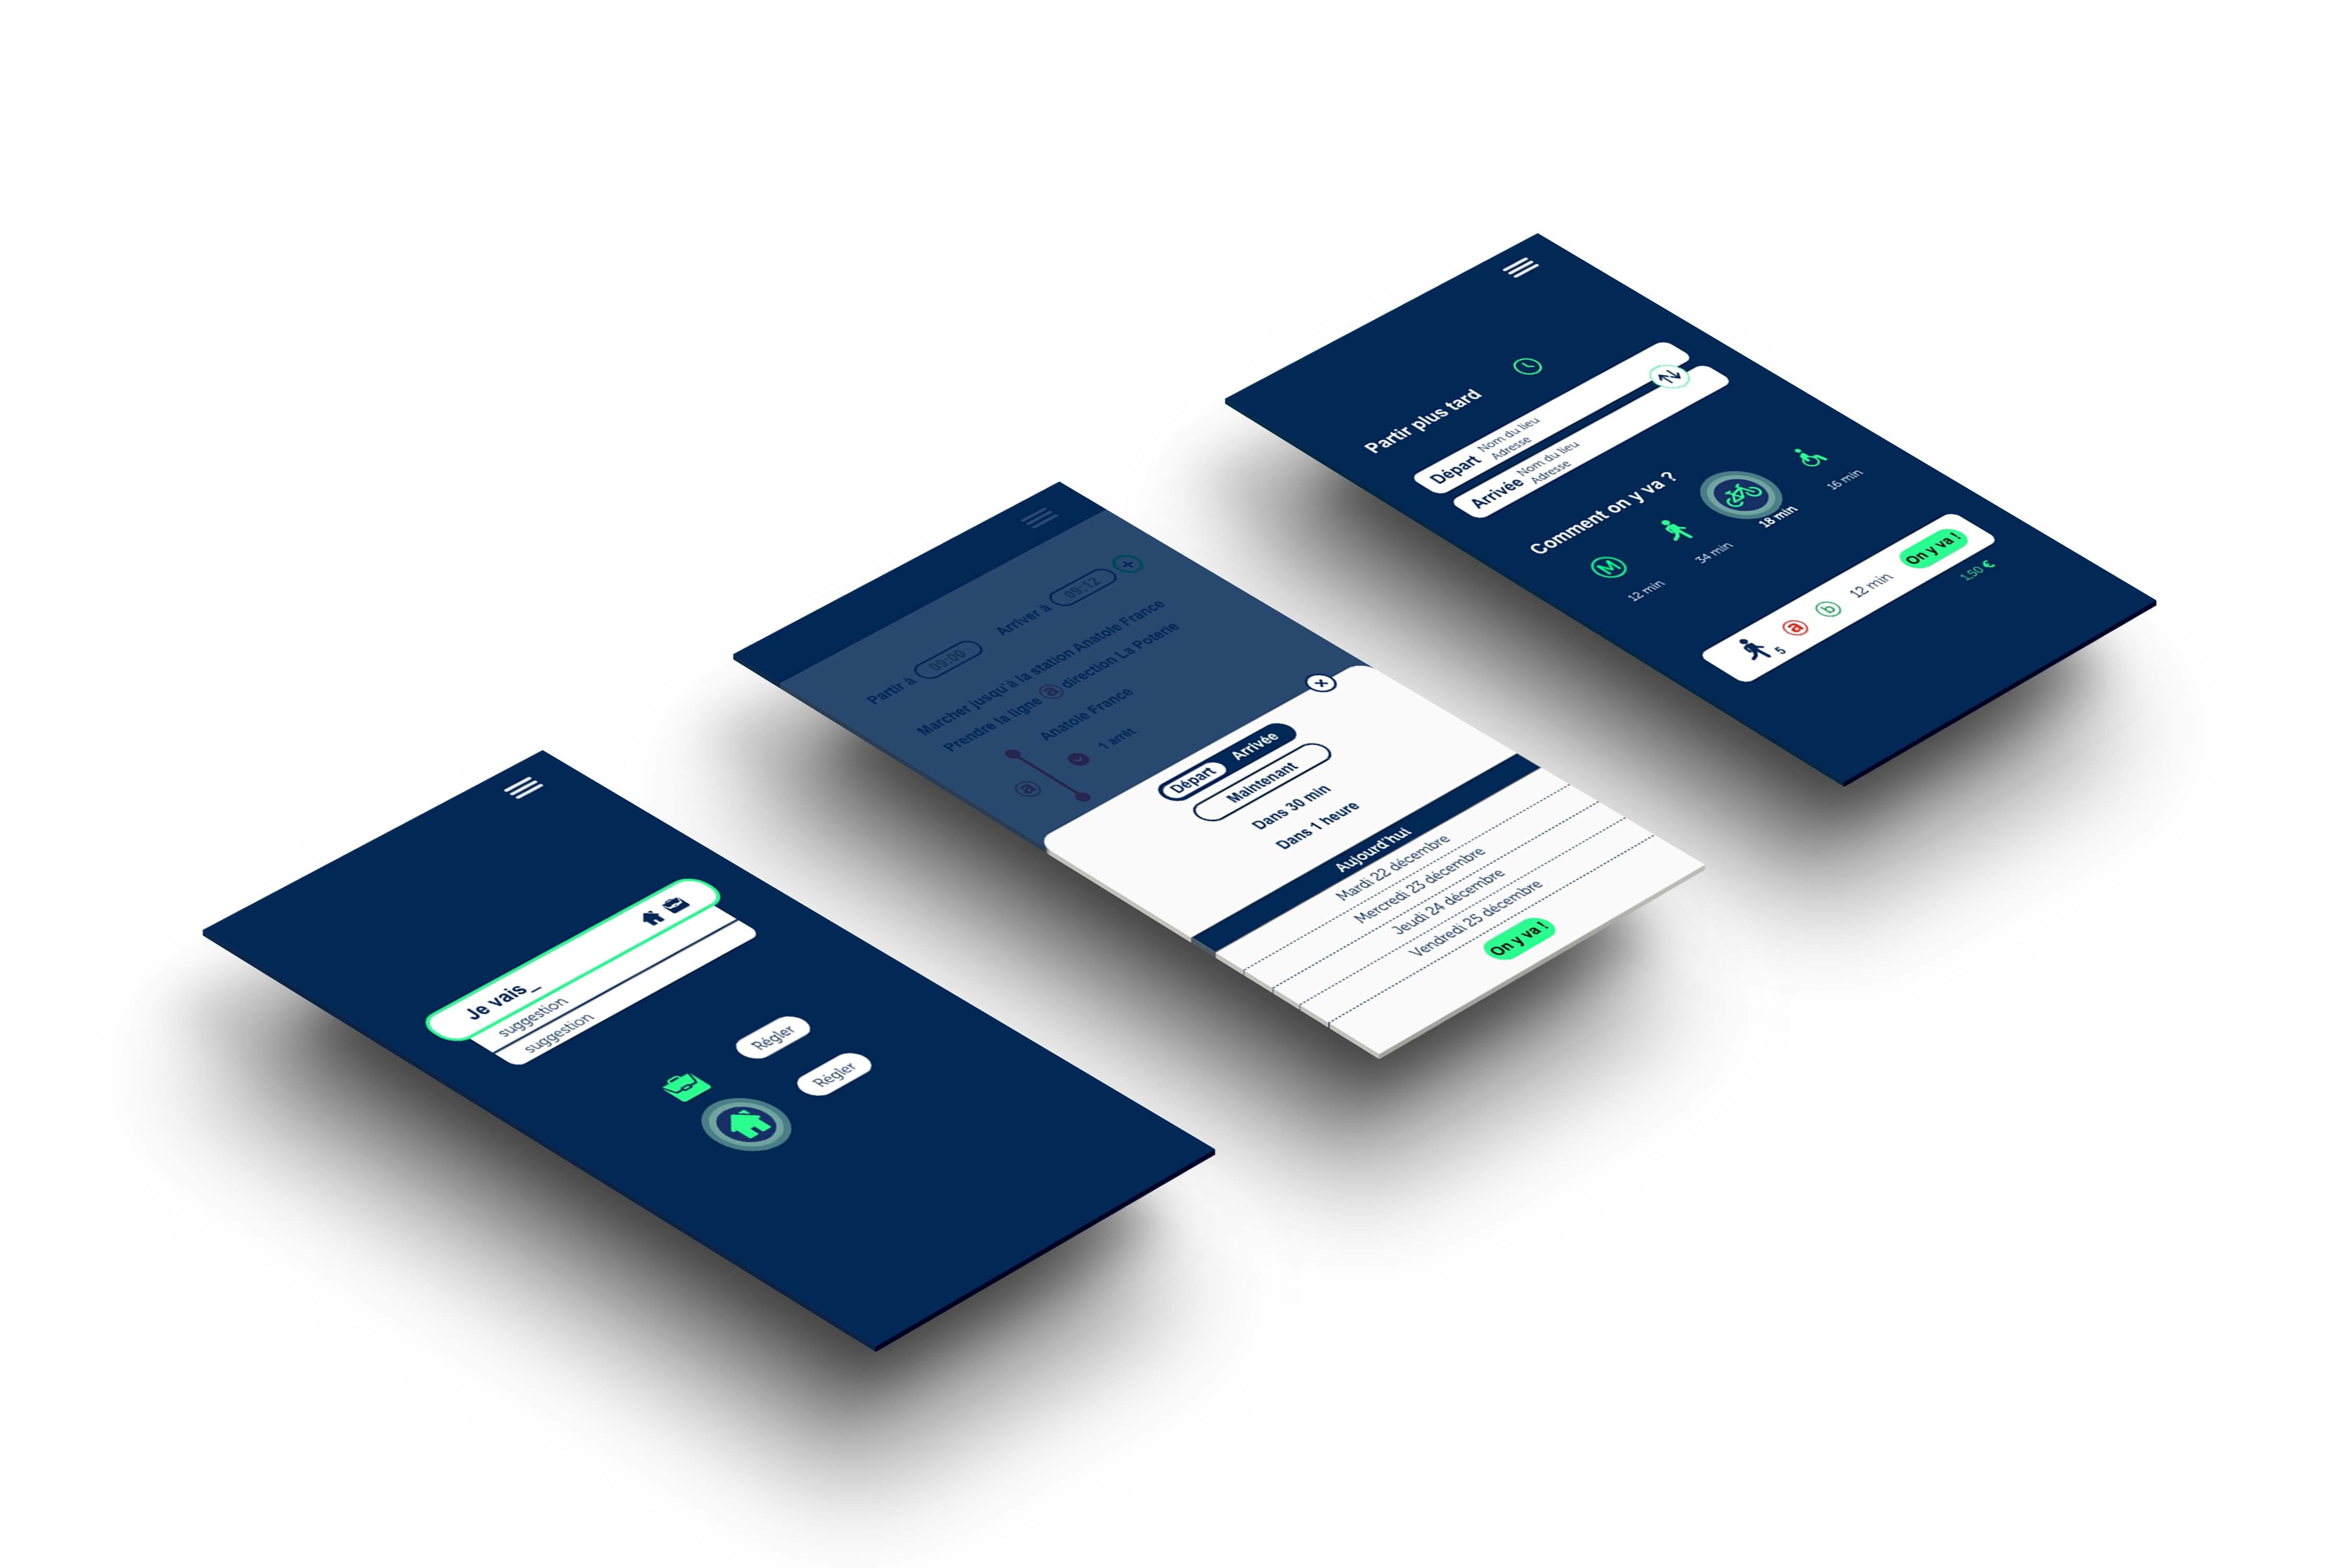 Je vais_
suggestion
suggestion
Régler
Régler
Partir à 09:00 Arriver à 09:12 +
Marcher jusqu'à la station Anatole France
Prendre la ligne a direction La Poterie
Anatole France
a 1 arrêt
Départ Arrivée
Maintenant
Dans 30 min
Dans 1 heure
Aujourd'hui
Mardi 22 décembre
Mercredi 23 décembre
Jeudi 24 décembre
Vendredi 25 décembre
On y va !
Partir plus tard
Départ Nom du lieu
Adresse
Arrivée Nom du lieu
Adresse
Comment on y va ?
M
12 min 34 min 18 min 16 min
5 a b 12 min On y va !
1,50 €